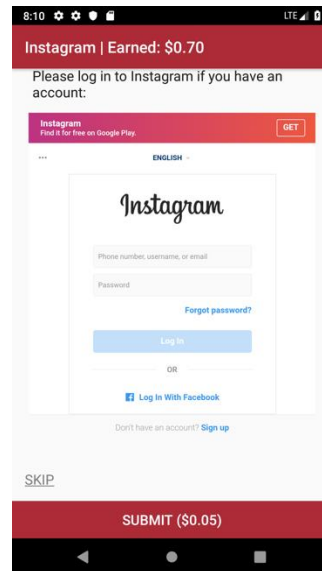 8:10
LTE
Instagram | Earned: $0.70
Please log in to Instagram if you have an
account:
Instagram
Find it for free on Google Play.
GET
ENGLISH
Instagram
Phone number, username, or email
Password
Forgot password?
Log In
OR
Log In With Facebook
Don't have an account? Sign up
SKIP
SUBMIT ($0.05)